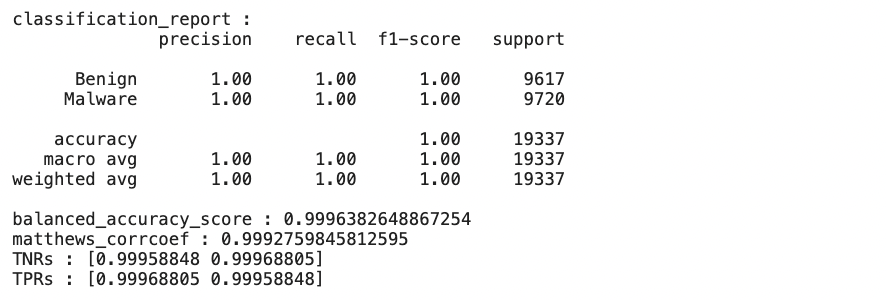 classification_report :
precision recall f1-score support
Benign 1.00 1.00 1.00 9617
Malware 1.00 1.00 1.00 9720
accuracy 1.00 19337
macro avg 1.00 1.00 1.00 19337
weighted avg 1.00 1.00 1.00 19337
balanced_accuracy_score : 0.9996382648867254
matthews_corrcoef : 0.9992759845812595
TNRs : [0.99958848 0.99968805]
TPRs : [0.99968805 0.99958848]